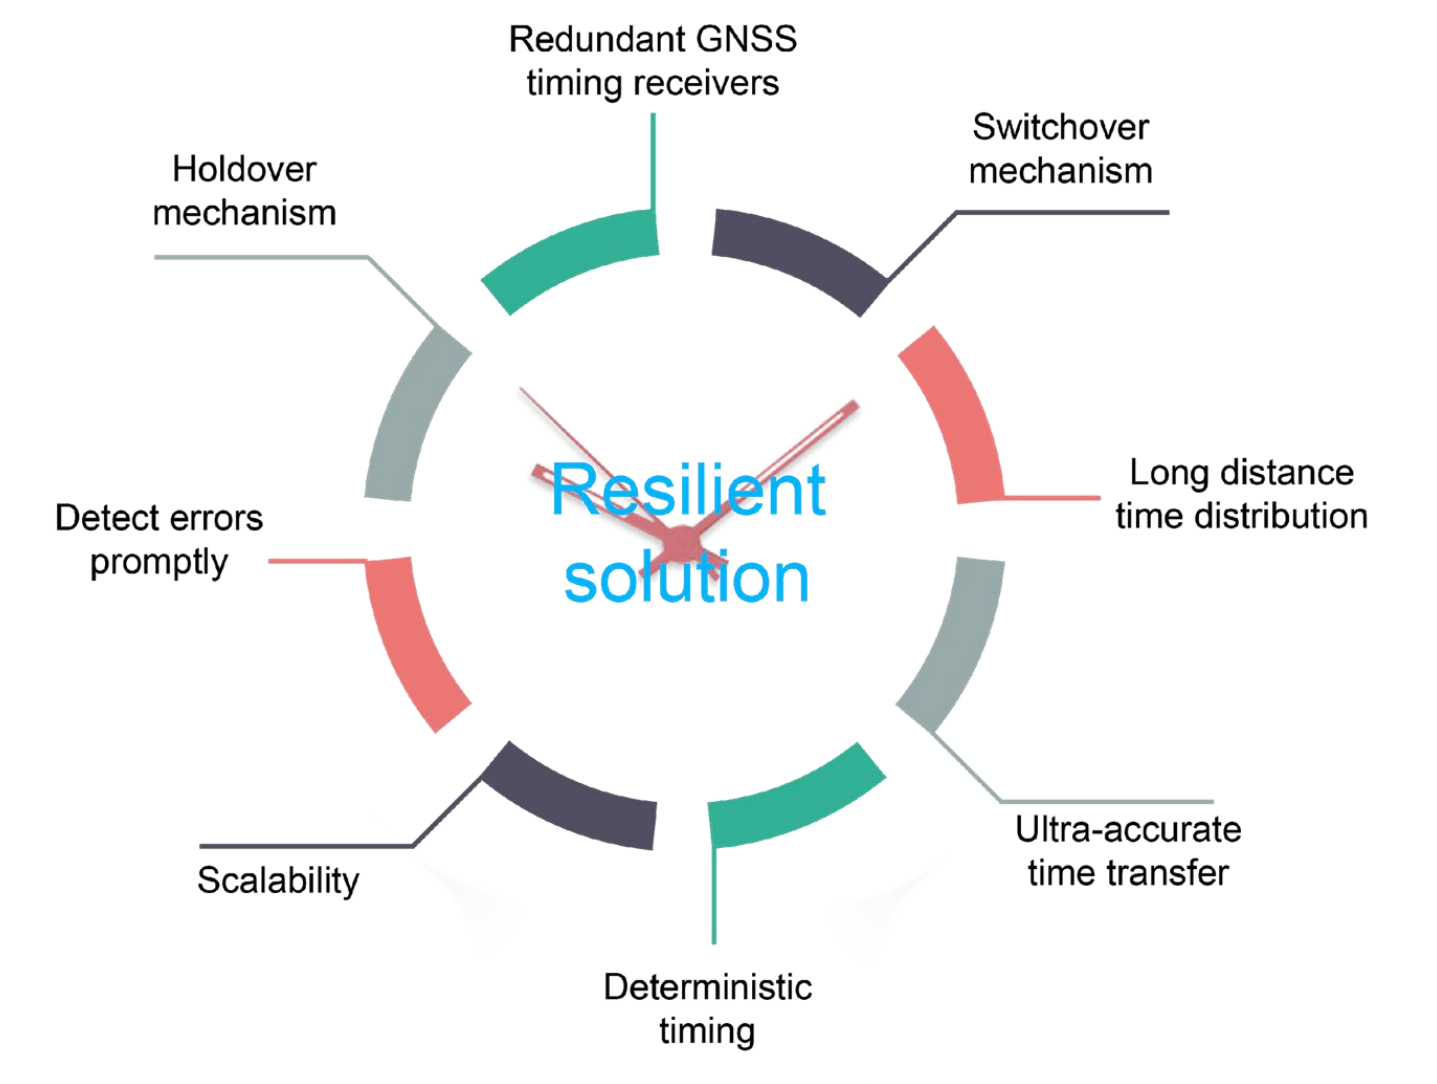 Redundant GNSS
timing receivers
Switchover
mechanism
Holdover
mechanism
Long distance
time distribution
Resilient
solution
Detect errors
promptly
Ultra-accurate
time transfer
Scalability
Deterministic
timing